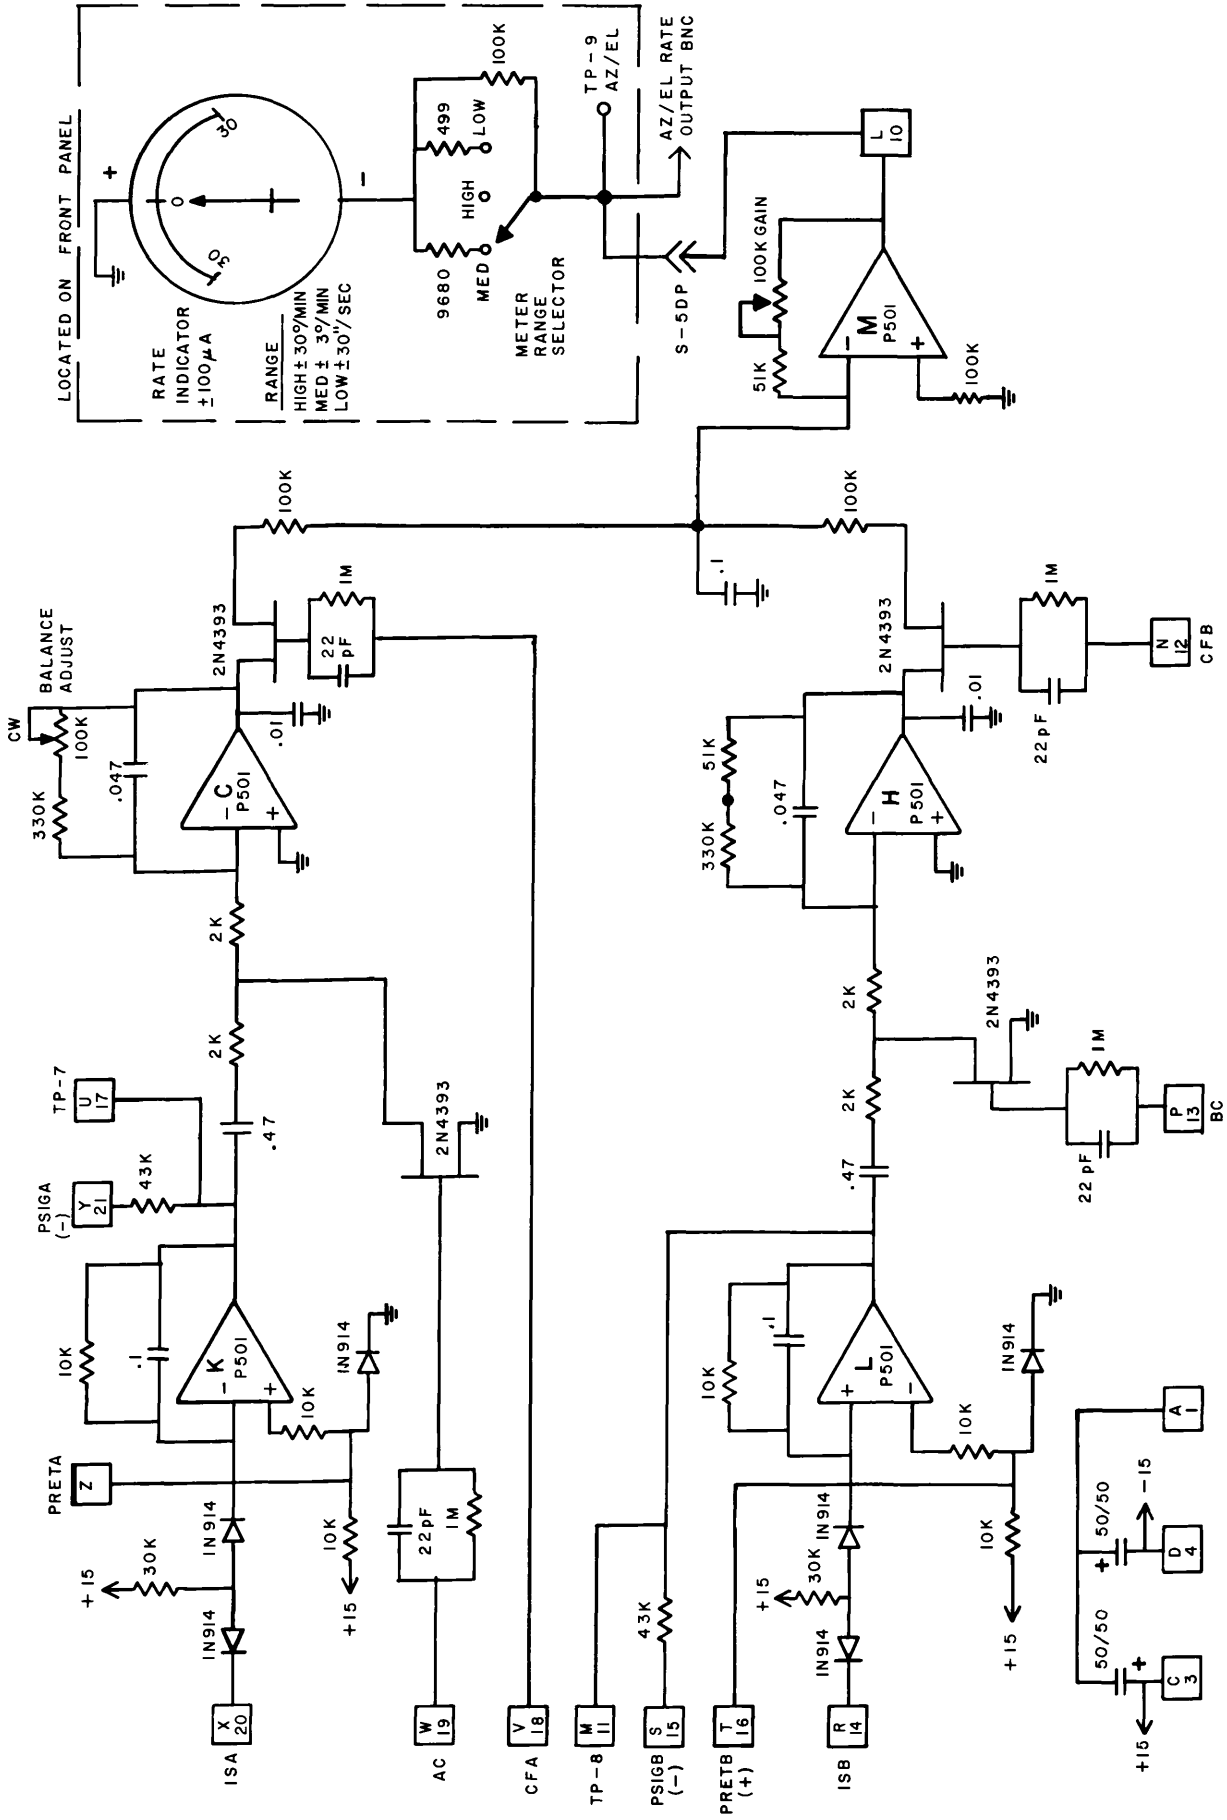 LOCATED ON FRONT PANEL
RATE
INDICATOR
±100µA
RANGE
HIGH ± 30°/MIN
MED ± 3°/MIN
LOW ± 30"/SEC
+
30
0
30
−
9680
499
100K
MED
HIGH
LOW
METER
RANGE
SELECTOR
TP-9
AZ/EL
S-5DP
AZ/EL RATE
OUTPUT BNC
L
10
100K GAIN
51K
−
M
P501
+
100K
100K
100K
.1
CW
BALANCE
ADJUST
100K
330K
.047
−
C
P501
+
.01
2N4393
22
pF
1M
2K
2K
TP-7
U
17
PSIGA
(−)
Y
21
43K
.47
2N4393
10K
.1
−
K
P501
+
10K
1N914
PRETA
Z
+15
30K
1N914
1N914
10K
+15
22pF
1M
X
20
ISA
W
19
AC
V
18
CFA
51K
330K
.047
−
H
P501
+
.01
2N4393
22pF
1M
N
12
CFB
2K
2K
2N4393
1M
22pF
P
13
BC
.47
10K
.1
+
L
P501
−
10K
1N914
+15
30K
1N914
1N914
10K
+15
43K
TP-8
M
11
PSIGB
(−)
S
15
PRETB
(+)
T
16
ISB
R
14
A
1
50/50
+
-15
D
4
50/50
+
+15
C
3